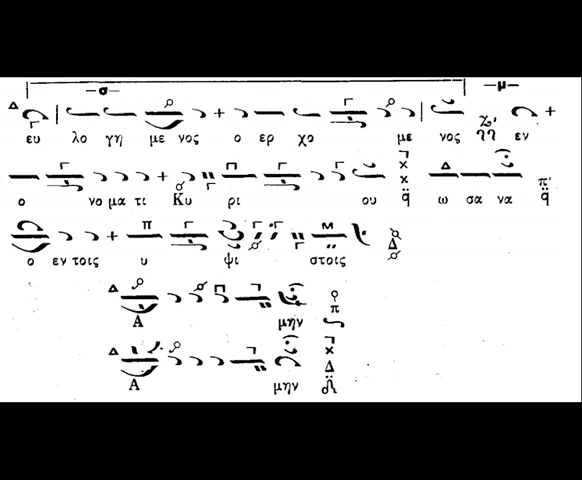 σ μ
ευ λο γη με νος ο ερ χο με νος εν
ο νο μα τι Κυ ρι ου ω σα να
ο εν τοις υ ψι στοις
Α μην
Α μην